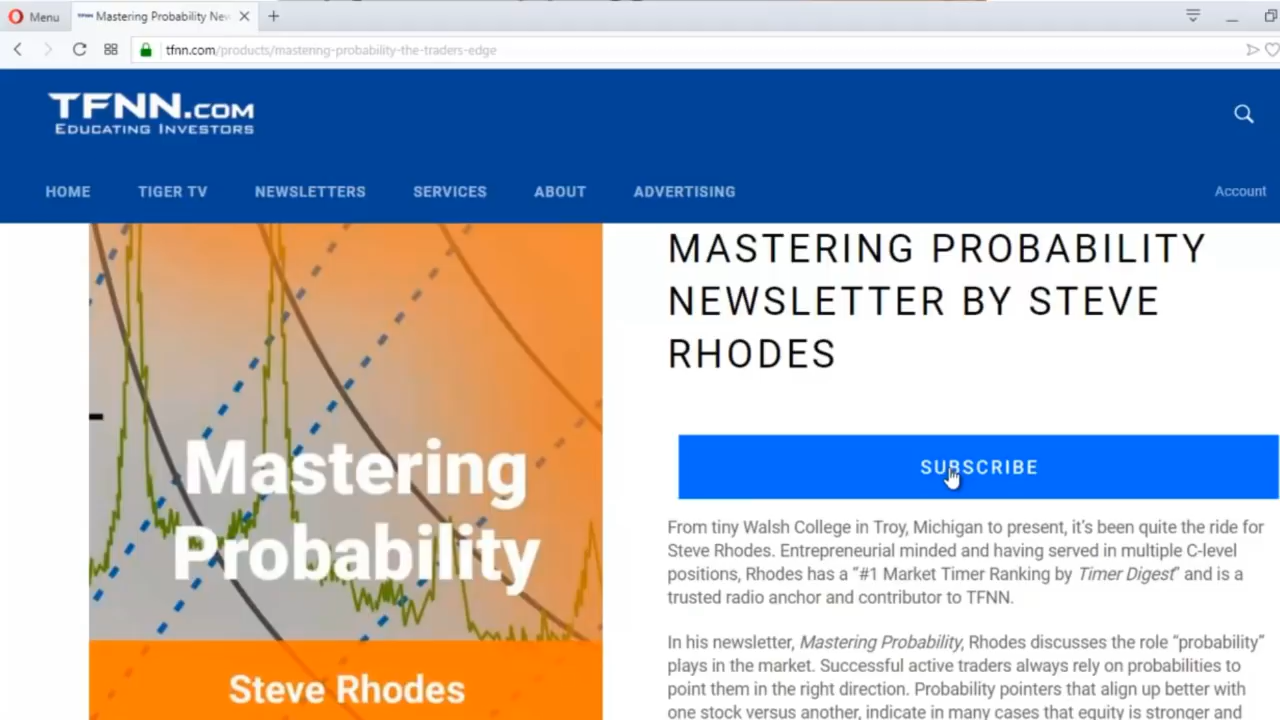 Menu
Mastering Probability New
tfnn.com/products/mastering-probability-the-traders-edge
TFNN.COM
EDUCATING INVESTORS
HOME
TIGER TV
NEWSLETTERS
SERVICES
ABOUT
ADVERTISING
Account
MASTERING PROBABILITY
NEWSLETTER BY STEVE
RHODES
Mastering
Probability
Steve Rhodes
SUBSCRIBE
From tiny Walsh College in Troy, Michigan to present, it's been quite the ride for
Steve Rhodes. Entrepreneurial minded and having served in multiple C-level
positions, Rhodes has a “#1 Market Timer Ranking by Timer Digest” and is a
trusted radio anchor and contributor to TFNN.
In his newsletter, Mastering Probability, Rhodes discusses the role “probability”
plays in the market. Successful active traders always rely on probabilities to
point them in the right direction. Probability pointers that align up better with
one stock versus another, indicate in many cases that equity is stronger and